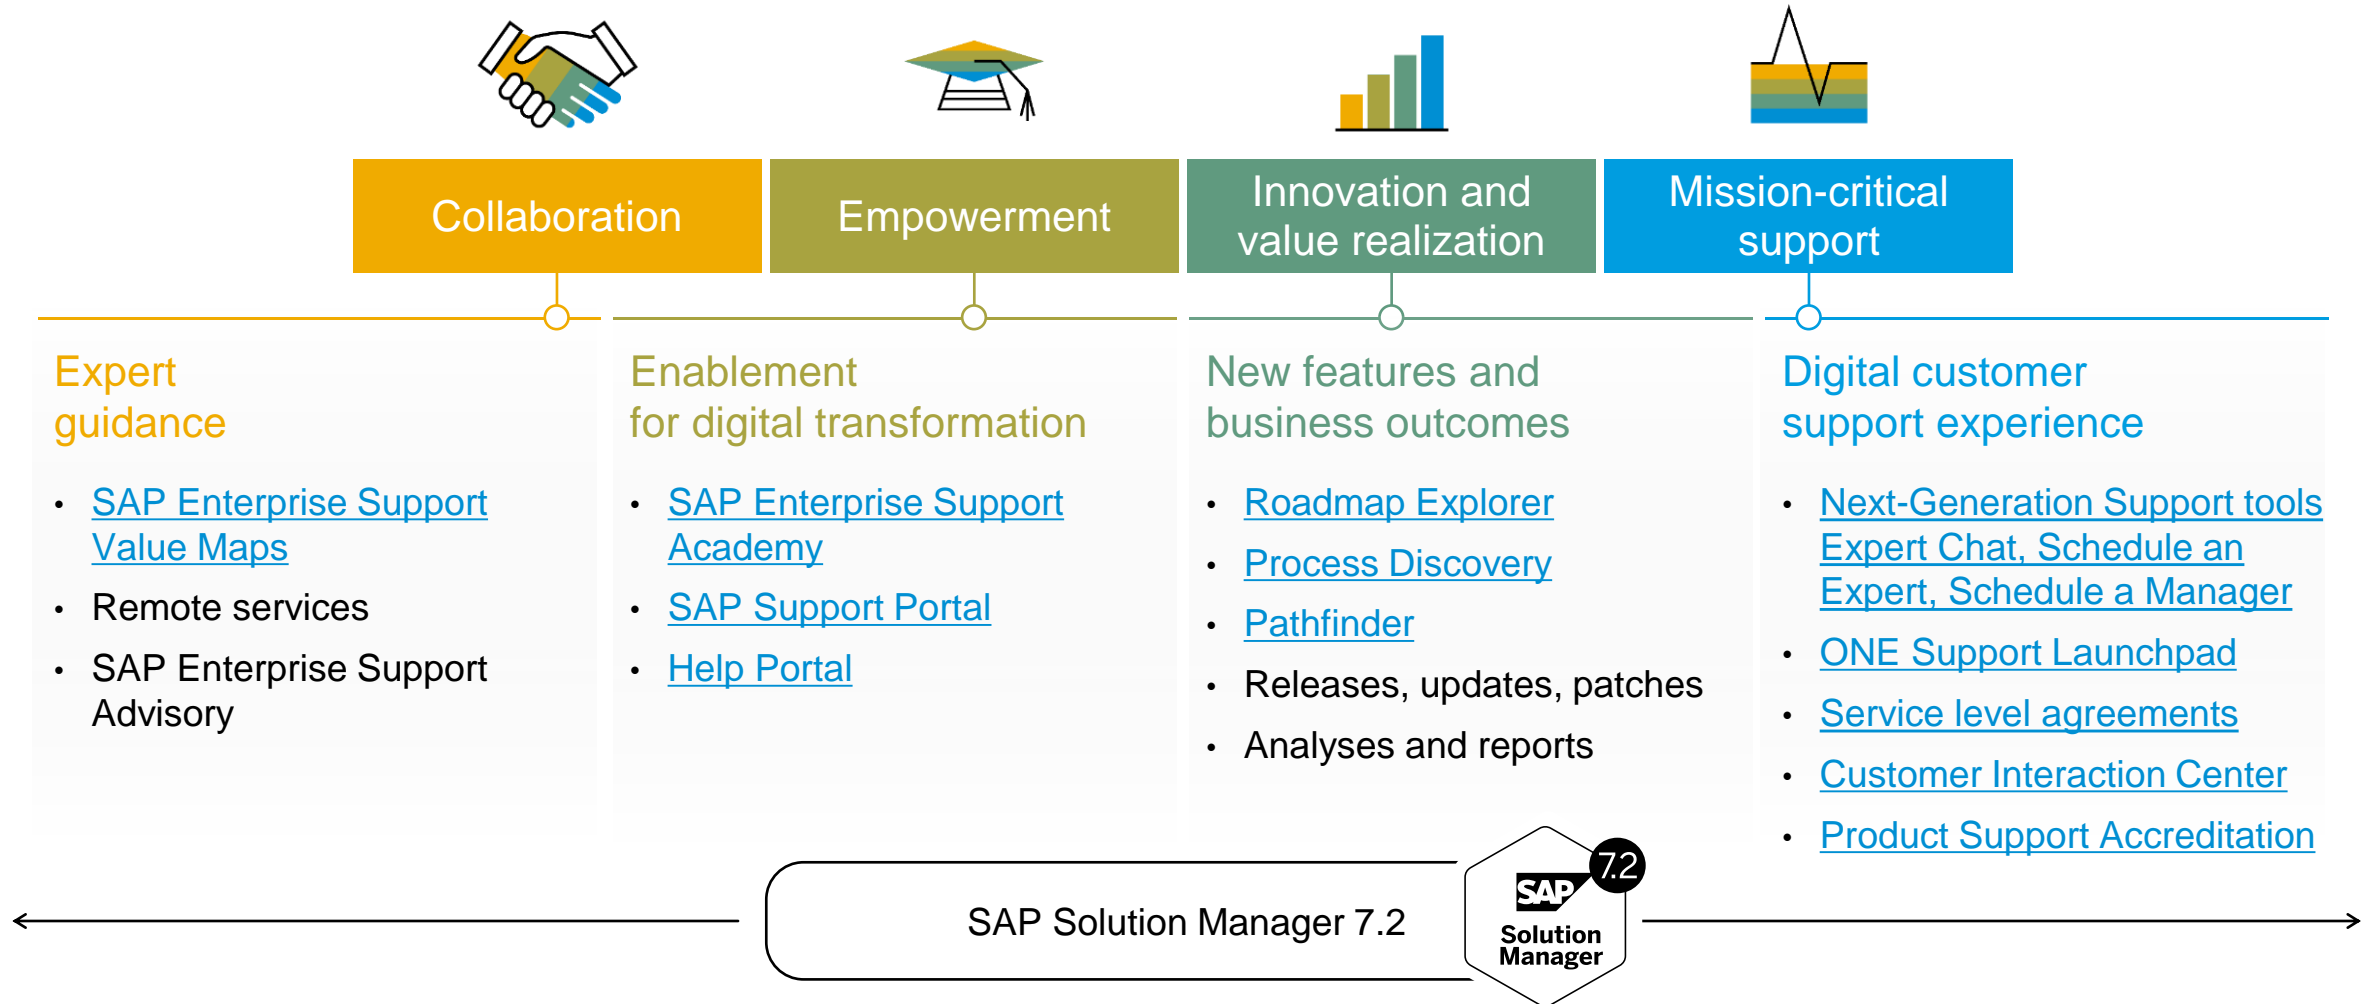 Collaboration
Empowerment
Innovation and
value realization
Mission-critical
support
Expert
guidance
• SAP Enterprise Support
Value Maps
• Remote services
• SAP Enterprise Support
Advisory
Enablement
for digital transformation
• SAP Enterprise Support
Academy
• SAP Support Portal
• Help Portal
New features and
business outcomes
• Roadmap Explorer
• Process Discovery
• Pathfinder
• Releases, updates, patches
• Analyses and reports
Digital customer
support experience
• Next-Generation Support tools
Expert Chat, Schedule an
Expert, Schedule a Manager
• ONE Support Launchpad
• Service level agreements
• Customer Interaction Center
• Product Support Accreditation
SAP Solution Manager 7.2
7.2
SAP
Solution
Manager